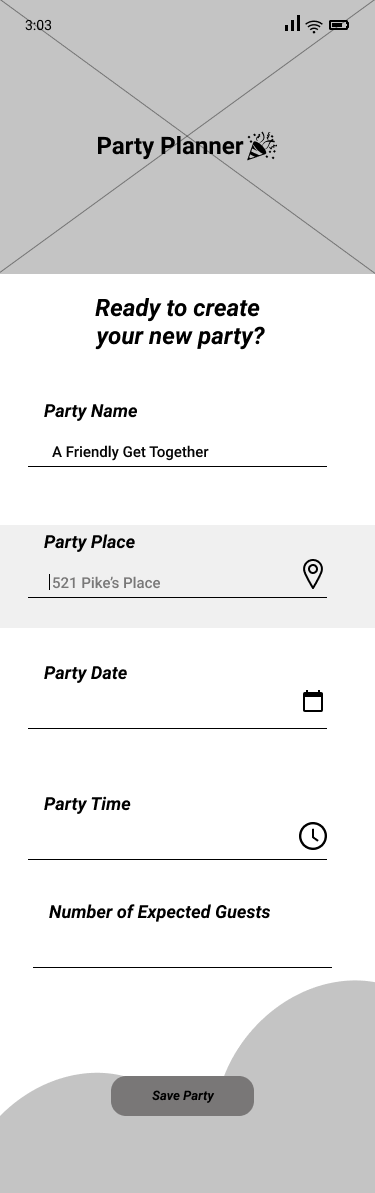 3:03
Party Planner
Ready to create
your new party?
Party Name
A Friendly Get Together
Party Place
521 Pike's Place
Party Date
Party Time
Number of Expected Guests
Save Party